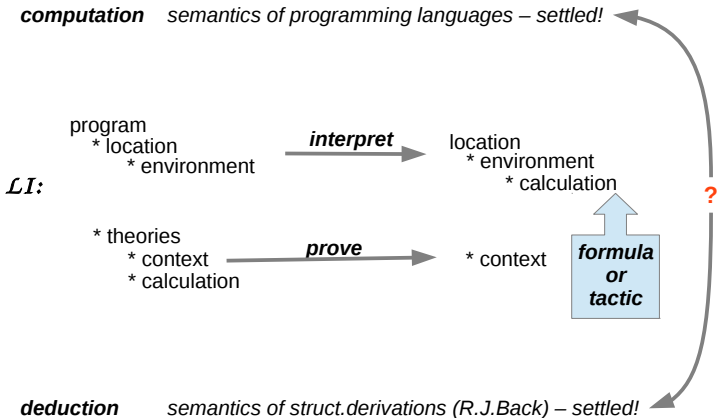 computation semantics of programming languages – settled!
program
* location
* environment
interpret
location
* environment
* calculation
ℒI:
?
* theories
* context
* calculation
prove
* context
formula
or
tactic
deduction semantics of struct.derivations (R.J.Back) – settled!